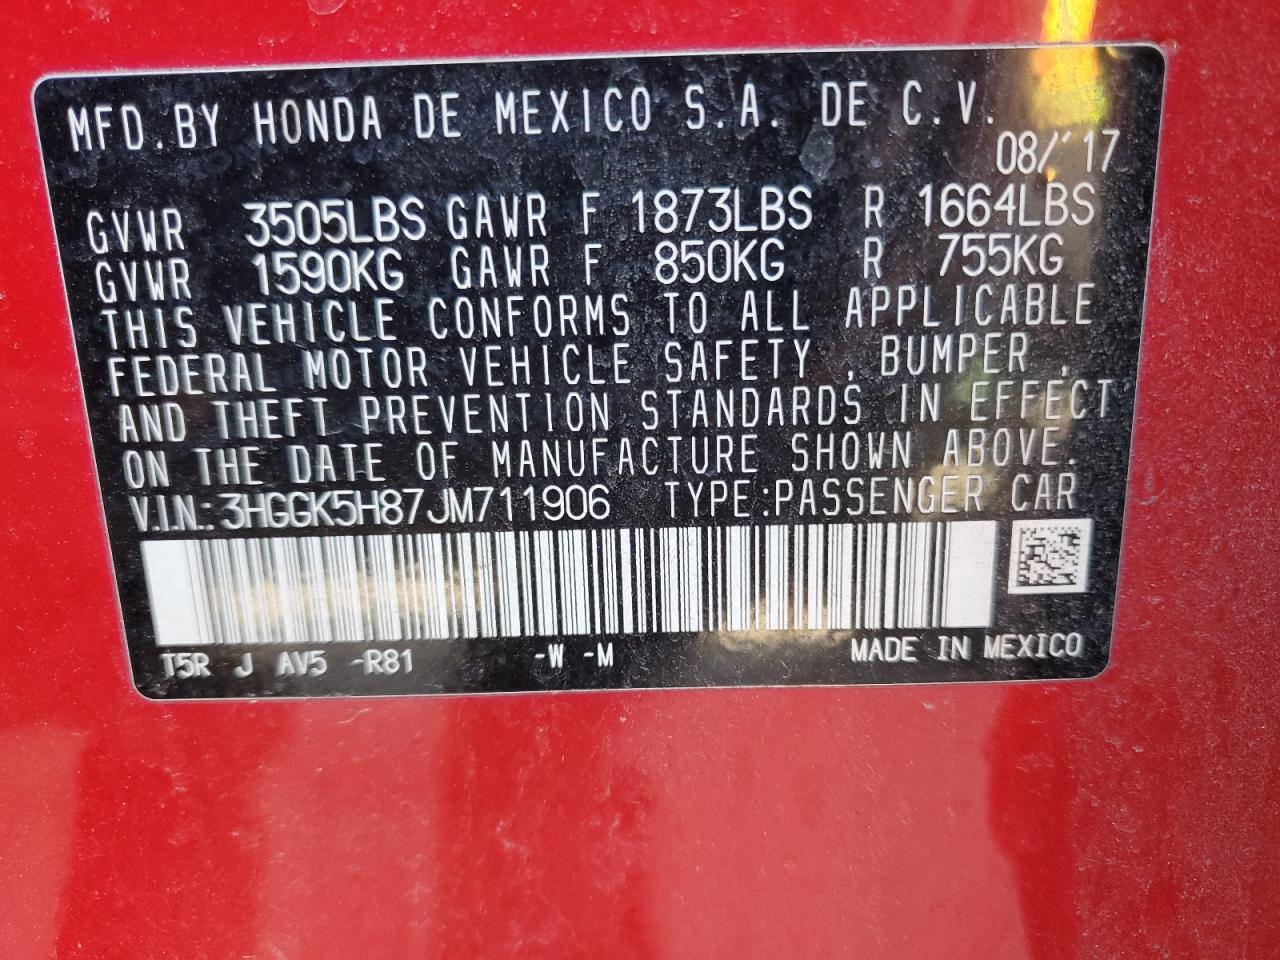 MFD.BY HONDA DE MEXICO S.A. DE C.V.
08/'17
GVWR 3505LBS GAWR F 1873LBS R 1664LBS
GVWR 1590KG GAWR F 850KG R 755KG
THIS VEHICLE CONFORMS TO ALL APPLICABLE
FEDERAL MOTOR VEHICLE SAFETY , BUMPER ,
AND THEFT PREVENTION STANDARDS IN EFFECT
ON THE DATE OF MANUFACTURE SHOWN ABOVE.
V.I.N.: 3HGGK5H87JM711906 TYPE:PASSENGER CAR
T5R J AV5 -R81 -W -M MADE IN MEXICO